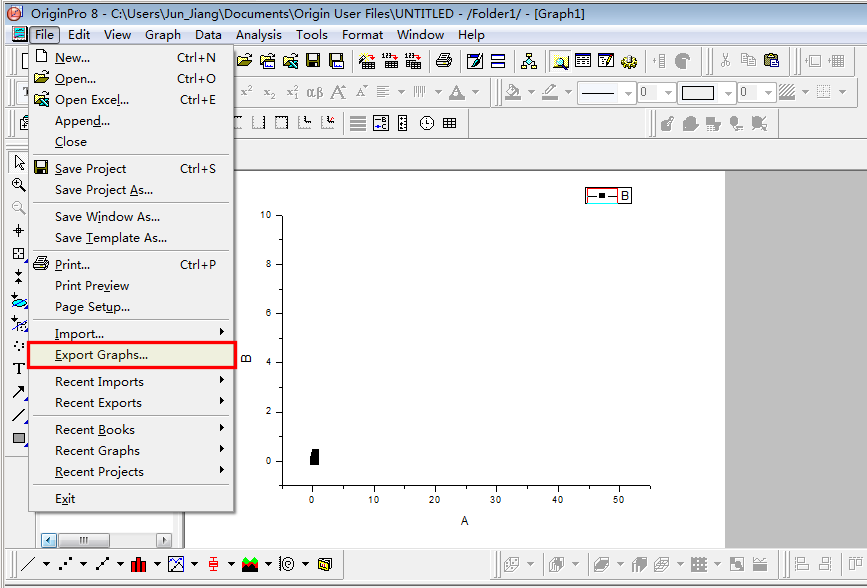 OriginPro 8 - C:\Users\Jun_Jiang\Documents\Origin User Files\UNTITLED - /Folder1/ - [Graph1]
File Edit View Graph Data Analysis Tools Format Window Help
New... Ctrl+N
Open... Ctrl+O
Open Excel... Ctrl+E
Append...
Close
Save Project Ctrl+S
Save Project As...
Save Window As...
Save Template As...
Print... Ctrl+P
Print Preview
Page Setup...
Import...
Export Graphs...
Recent Imports
Recent Exports
Recent Books
Recent Graphs
Recent Projects
Exit
0 0
B
10
8
6
4
2
0
B
0 10 20 30 40 50
A